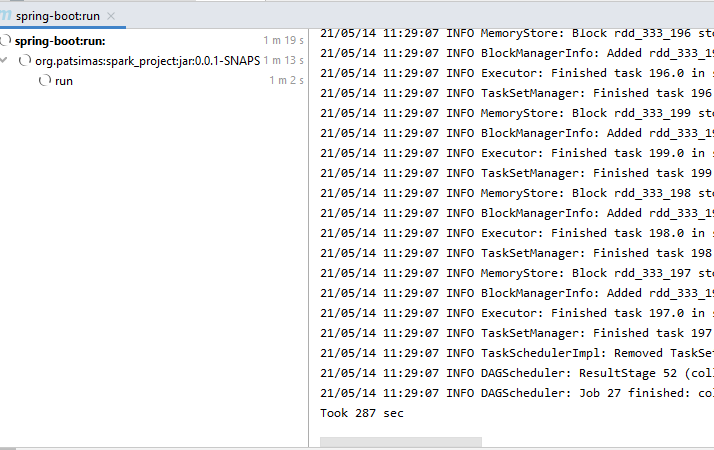 spring-boot:run
spring-boot:run: 1 m 19 s
org.patsimas:spark_project:jar:0.0.1-SNAPS 1 m 13 s
run 1 m 2 s
21/05/14 11:29:07 INFO MemoryStore: Block rdd_333_196 sto
21/05/14 11:29:07 INFO BlockManagerInfo: Added rdd_333_19
21/05/14 11:29:07 INFO Executor: Finished task 196.0 in s
21/05/14 11:29:07 INFO TaskSetManager: Finished task 196
21/05/14 11:29:07 INFO MemoryStore: Block rdd_333_199 sto
21/05/14 11:29:07 INFO BlockManagerInfo: Added rdd_333_19
21/05/14 11:29:07 INFO Executor: Finished task 199.0 in s
21/05/14 11:29:07 INFO TaskSetManager: Finished task 199
21/05/14 11:29:07 INFO MemoryStore: Block rdd_333_198 sto
21/05/14 11:29:07 INFO BlockManagerInfo: Added rdd_333_19
21/05/14 11:29:07 INFO Executor: Finished task 198.0 in s
21/05/14 11:29:07 INFO TaskSetManager: Finished task 198
21/05/14 11:29:07 INFO MemoryStore: Block rdd_333_197 sto
21/05/14 11:29:07 INFO BlockManagerInfo: Added rdd_333_19
21/05/14 11:29:07 INFO Executor: Finished task 197.0 in s
21/05/14 11:29:07 INFO TaskSetManager: Finished task 197
21/05/14 11:29:07 INFO TaskSchedulerImpl: Removed TaskSet
21/05/14 11:29:07 INFO DAGScheduler: ResultStage 52 (coll
21/05/14 11:29:07 INFO DAGScheduler: Job 27 finished: col
Took 287 sec